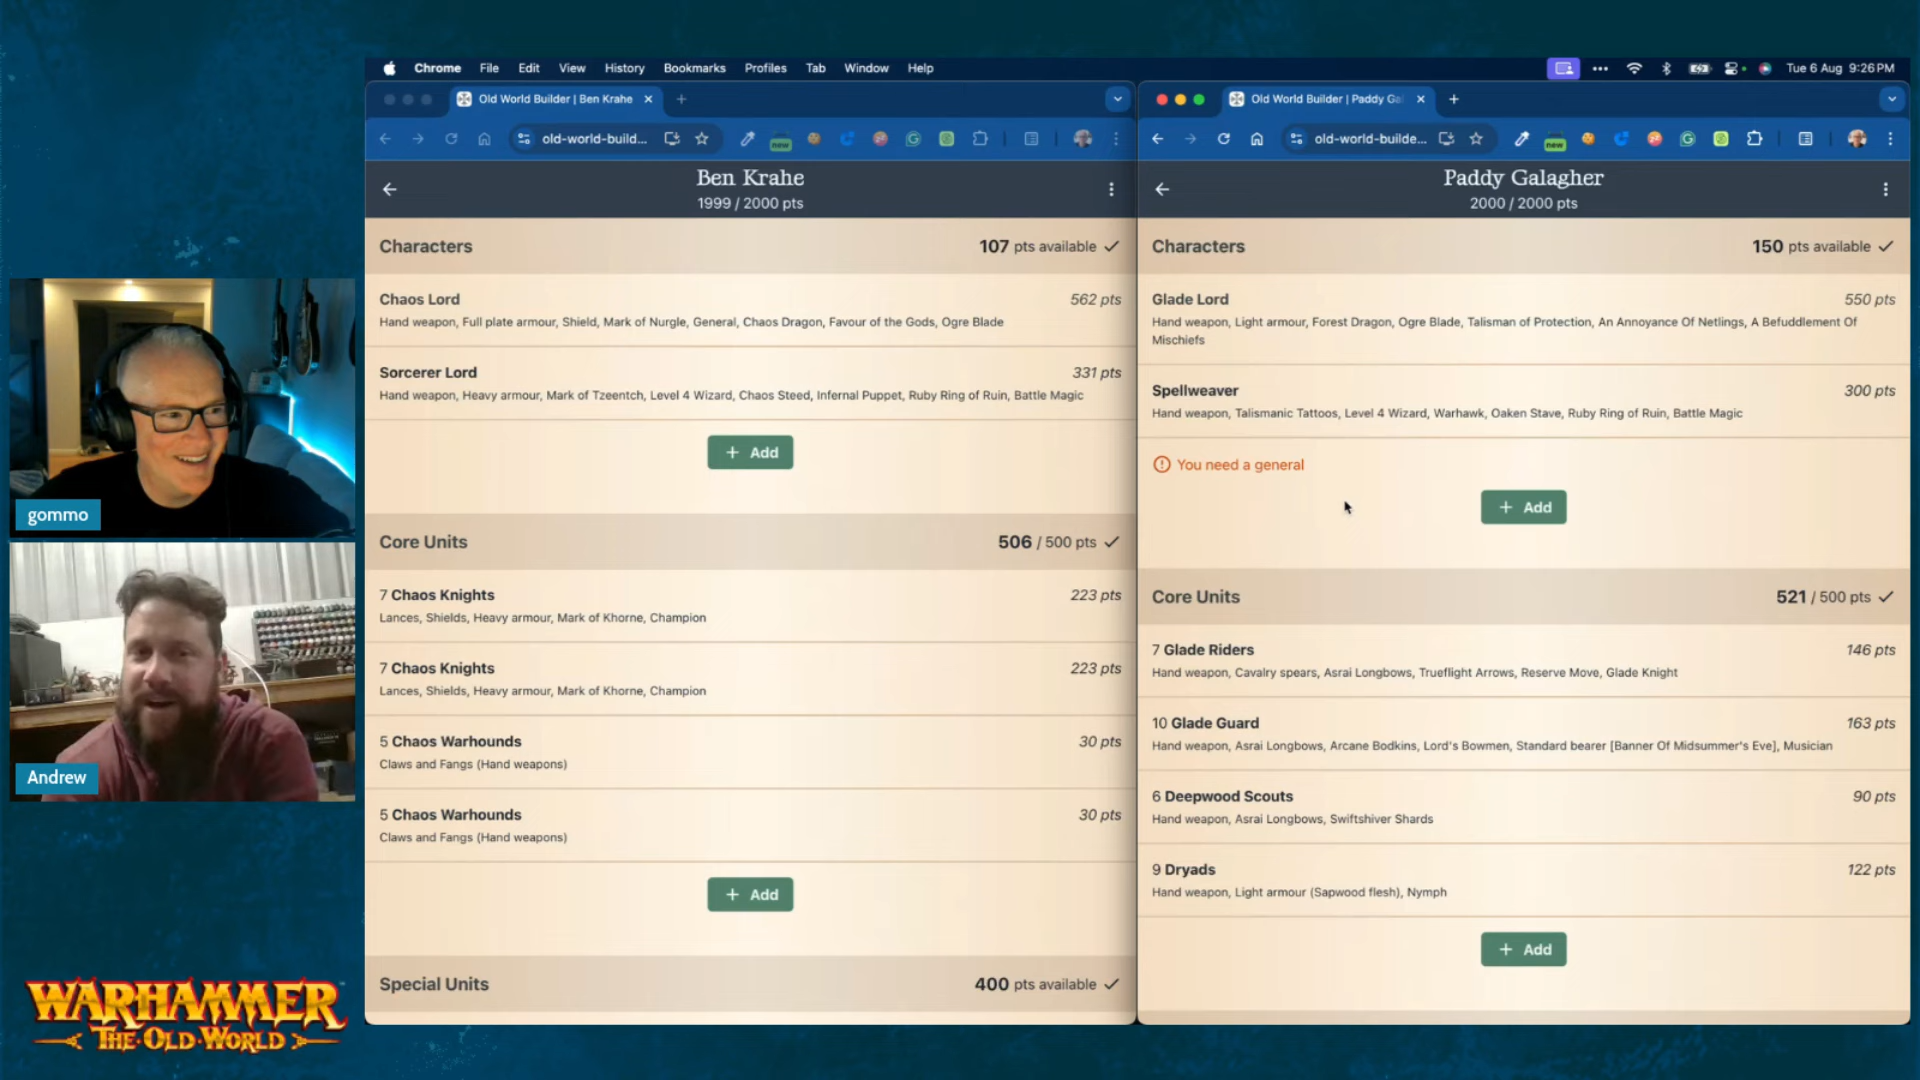 Chrome File Edit View History Bookmarks Profiles Tab Window Help
Tue 6 Aug 9:26 PM
Old World Builder | Ben Krahe
old-world-build...
new
Ben Krahe
1999 / 2000 pts
Characters
107 pts available
Chaos Lord
562 pts
Hand weapon, Full plate armour, Shield, Mark of Nurgle, General, Chaos Dragon, Favour of the Gods, Ogre Blade
Sorcerer Lord
331 pts
Hand weapon, Heavy armour, Mark of Tzeentch, Level 4 Wizard, Chaos Steed, Infernal Puppet, Ruby Ring of Ruin, Battle Magic
+ Add
Core Units
506 / 500 pts
7 Chaos Knights
223 pts
Lances, Shields, Heavy armour, Mark of Khorne, Champion
7 Chaos Knights
223 pts
Lances, Shields, Heavy armour, Mark of Khorne, Champion
5 Chaos Warhounds
30 pts
Claws and Fangs (Hand weapons)
5 Chaos Warhounds
30 pts
Claws and Fangs (Hand weapons)
+ Add
Special Units
400 pts available
Old World Builder | Paddy Ga
old-world-builde...
new
Paddy Galagher
2000 / 2000 pts
Characters
150 pts available
Glade Lord
550 pts
Hand weapon, Light armour, Forest Dragon, Ogre Blade, Talisman of Protection, An Annoyance Of Netlings, A Befuddlement Of
Mischiefs
Spellweaver
300 pts
Hand weapon, Talismanic Tattoos, Level 4 Wizard, Warhawk, Oaken Stave, Ruby Ring of Ruin, Battle Magic
You need a general
+ Add
Core Units
521 / 500 pts
7 Glade Riders
146 pts
Hand weapon, Cavalry spears, Asrai Longbows, Trueflight Arrows, Reserve Move, Glade Knight
10 Glade Guard
163 pts
Hand weapon, Asrai Longbows, Arcane Bodkins, Lord's Bowmen, Standard bearer [Banner Of Midsummer's Eve], Musician
6 Deepwood Scouts
90 pts
Hand weapon, Asrai Longbows, Swiftshiver Shards
9 Dryads
122 pts
Hand weapon, Light armour (Sapwood flesh), Nymph
+ Add
gommo
Andrew
WARHAMMER
THE OLD WORLD